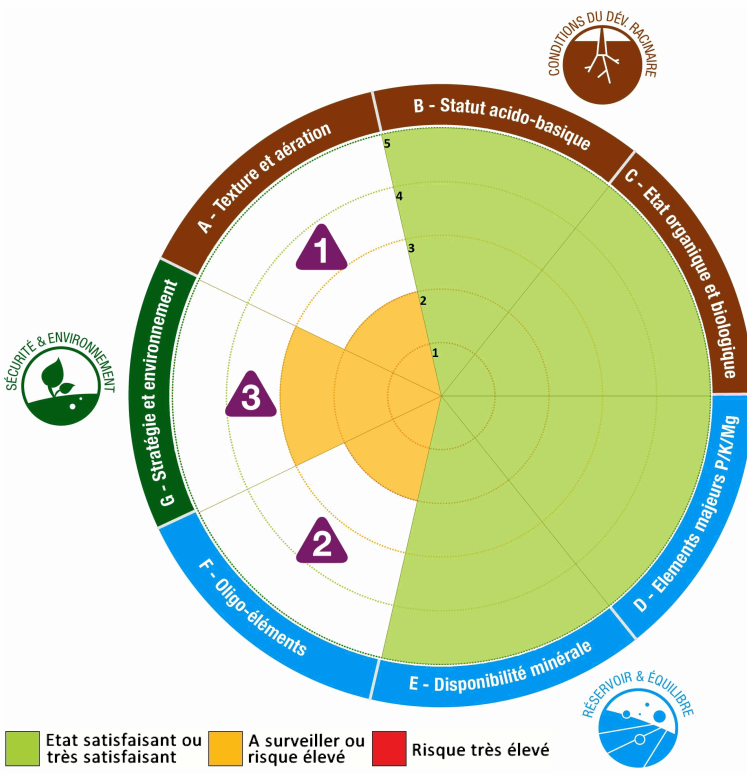 CONDITIONS DU DÉV. RACINAIRE
B - Statut acido-basique
A - Texture et aération
C - Etat organique et biologique
5
4
3
2
1
1
3
2
SÉCURITÉ & ENVIRONNEMENT
G - Stratégie et environnement
D - Elements majeurs P/K/Mg
F - Oligo-éléments
E - Disponibilité minérale
RÉSERVOIR & ÉQUILIBRE
Etat satisfaisant ou
très satisfaisant
A surveiller ou
risque élevé
Risque très élevé